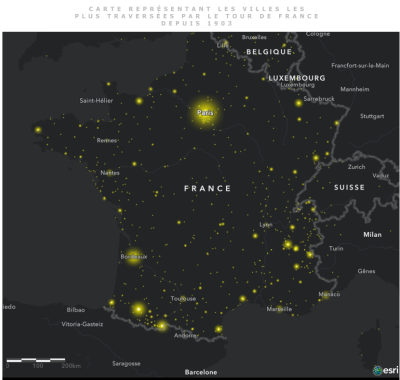 CARTE REPRÉSENTANT LES VILLES LES
PLUS TRAVERSÉES PAR LE TOUR DE FRANCE
DEPUIS 1903
Bruxelles
Cologne
Lille
BELGIQUE
Francfort-sur-le-Main
LUXEMBOURG
Luxembourg
Mannheim
Saint-Hélier
Sarrebruck
Paris
Stuttgart
Rennes
Zurich
Nantes
Vaduz
FRANCE
SUISSE
Lyon
Milan
Turin
Bordeaux
Gênes
Toulouse
Monaco
Bilbao
Marseille
Vitoria-Gasteiz
Andorre
Saragosse
0 100 200km
Barcelone
esri